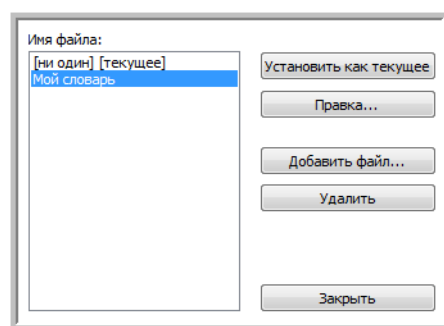 Имя файла:
[ни один] [текущее]
Мой словарь
Установить как текущее
Правка...
Добавить файл...
Удалить
Закрыть